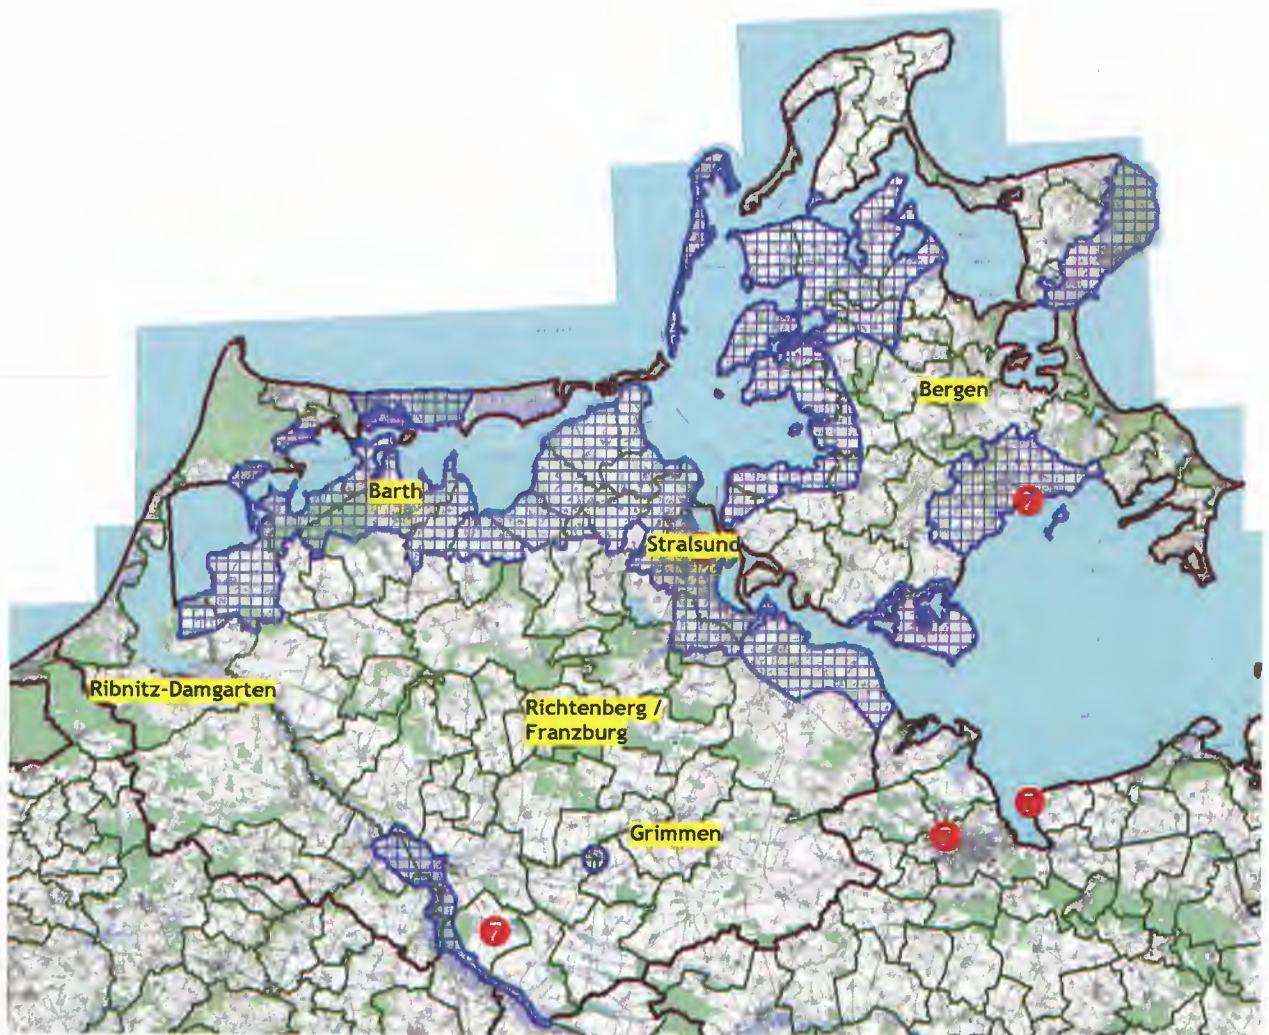 Bergen
Barth
7
Stralsund
Ribnitz-Damgarten
Richtenberg /
Franzburg
7
Grimmen
7
7